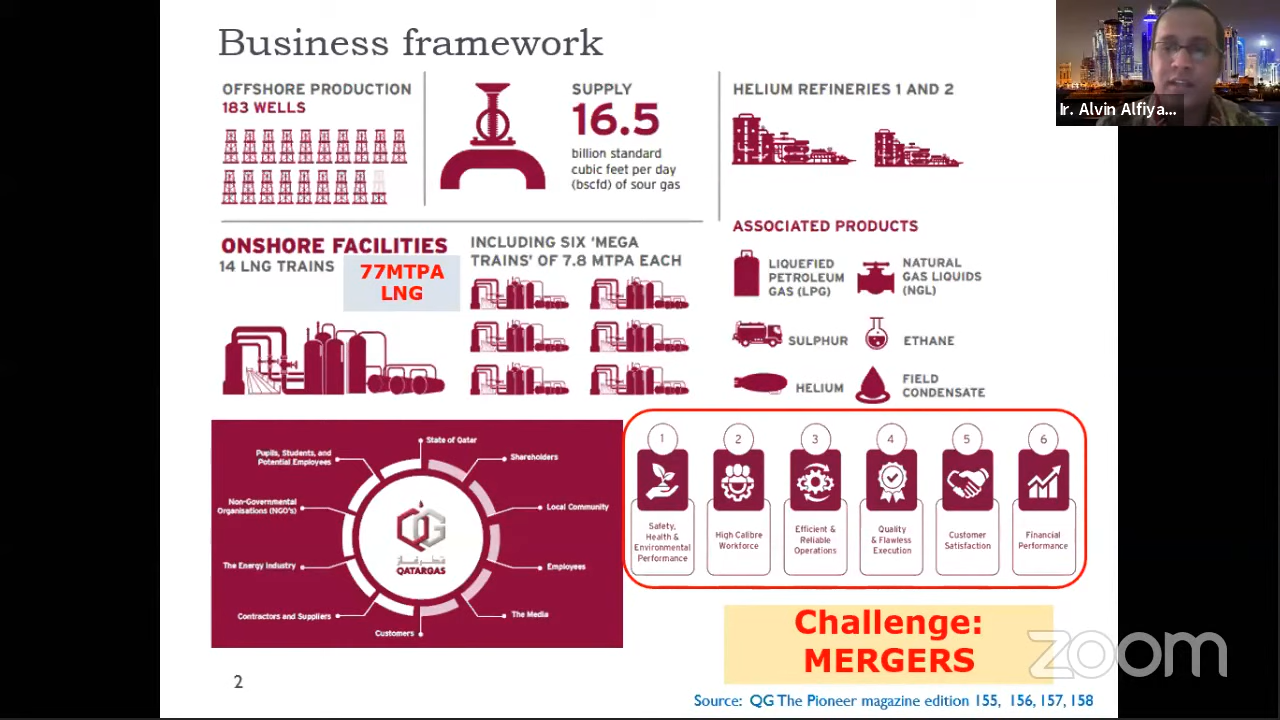 Business framework
OFFSHORE PRODUCTION
183 WELLS
SUPPLY
16.5
billion standard
cubic feet per day
(bscfd) of sour gas
HELIUM REFINERIES 1 AND 2
Ir. Alvin Alfiya...
ONSHORE FACILITIES
14 LNG TRAINS
77MTPA
LNG
INCLUDING SIX ‘MEGA
TRAINS’ OF 7.8 MTPA EACH
ASSOCIATED PRODUCTS
LIQUEFIED
PETROLEUM
GAS (LPG)
NATURAL
GAS LIQUIDS
(NGL)
SULPHUR
ETHANE
HELIUM
FIELD
CONDENSATE
State of Qatar
Shareholders
Local Community
Employees
The Media
Customers
Contractors and Suppliers
The Energy Industry
Non-Governmental
Organisations (NGO's)
Pupils, Students, and
Potential Employees
QG
قطر غاز
QATARGAS
1
Safety,
Health &
Environmental
Performance
2
High Calibre
Workforce
3
Efficient &
Reliable
Operations
4
Quality
& Flawless
Execution
5
Customer
Satisfaction
6
Financial
Performance
Challenge:
MERGERS
zoom
2
Source: QG The Pioneer magazine edition 155, 156, 157, 158